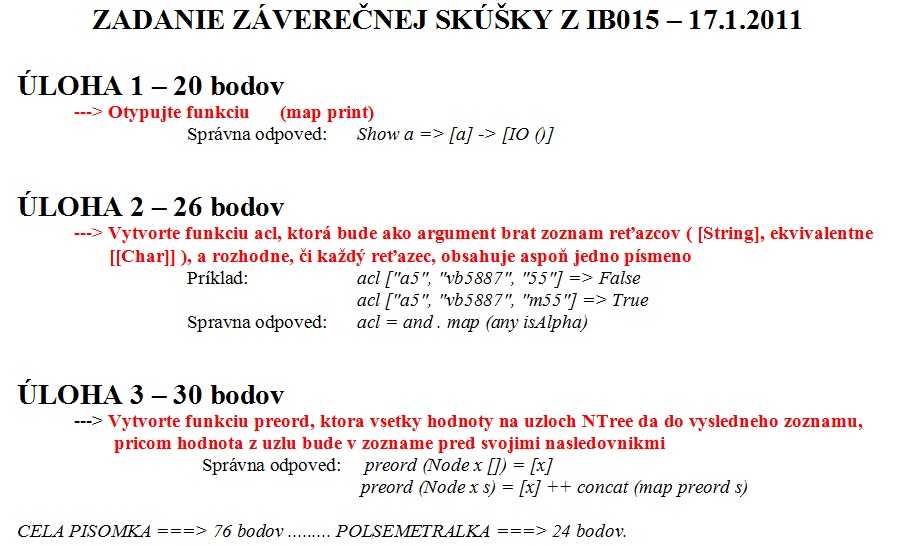 ZADANIE ZÁVEREČNEJ SKÚŠKY Z IB015 – 17.1.2011
ÚLOHA 1 – 20 bodov
---> Otypujte funkciu (map print)
Správna odpoveď: Show a => [a] -> [IO ()]
ÚLOHA 2 – 26 bodov
---> Vytvorte funkciu acl, ktorá bude ako argument brat zoznam reťazcov ( [String], ekvivalentne
[[Char]] ), a rozhodne, či každý reťazec, obsahuje aspoň jedno písmeno
Príklad: acl ["a5", "vb5887", "55"] => False
acl ["a5", "vb5887", "m55"] => True
Spravna odpoveď: acl = and . map (any isAlpha)
ÚLOHA 3 – 30 bodov
---> Vytvorte funkciu preord, ktora vsetky hodnoty na uzloch NTree da do vysledneho zoznamu,
pricom hodnota z uzlu bude v zozname pred svojimi nasledovnikmi
Správna odpoveď: preord (Node x []) = [x]
preord (Node x s) = [x] ++ concat (map preord s)
CELA PISOMKA ===> 76 bodov ......... POLSEMETRALKA ===> 24 bodov.